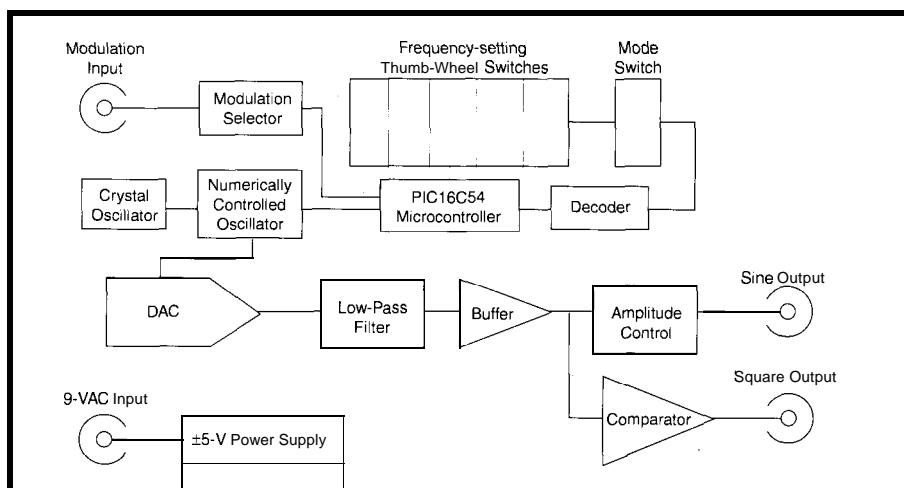 Modulation
Input
Frequency-setting
Thumb-Wheel Switches
Mode
Switch
Modulation
Selector
Crystal
Oscillator
Numerically
Controlled
Oscillator
PIC16C54
Microcontroller
Decoder
DAC
Low-Pass
Filter
Buffer
Amplitude
Control
Sine Output
Comparator
Square Output
9-VAC Input
±5-V Power Supply